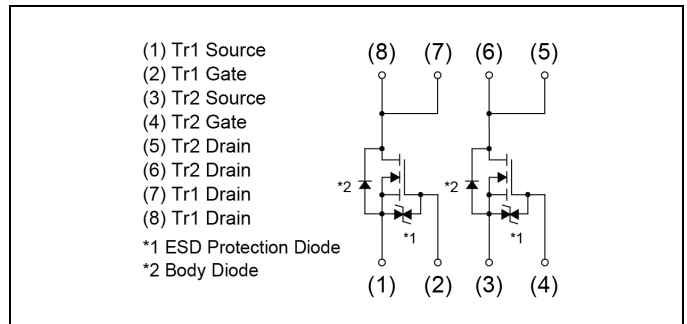 (1) Tr1 Source
(2) Tr1 Gate
(3) Tr2 Source
(4) Tr2 Gate
(5) Tr2 Drain
(6) Tr2 Drain
(7) Tr1 Drain
(8) Tr1 Drain
*1 ESD Protection Diode
*2 Body Diode
(8) (7) (6) (5)
*2 *2
*1 *1
(1) (2) (3) (4)